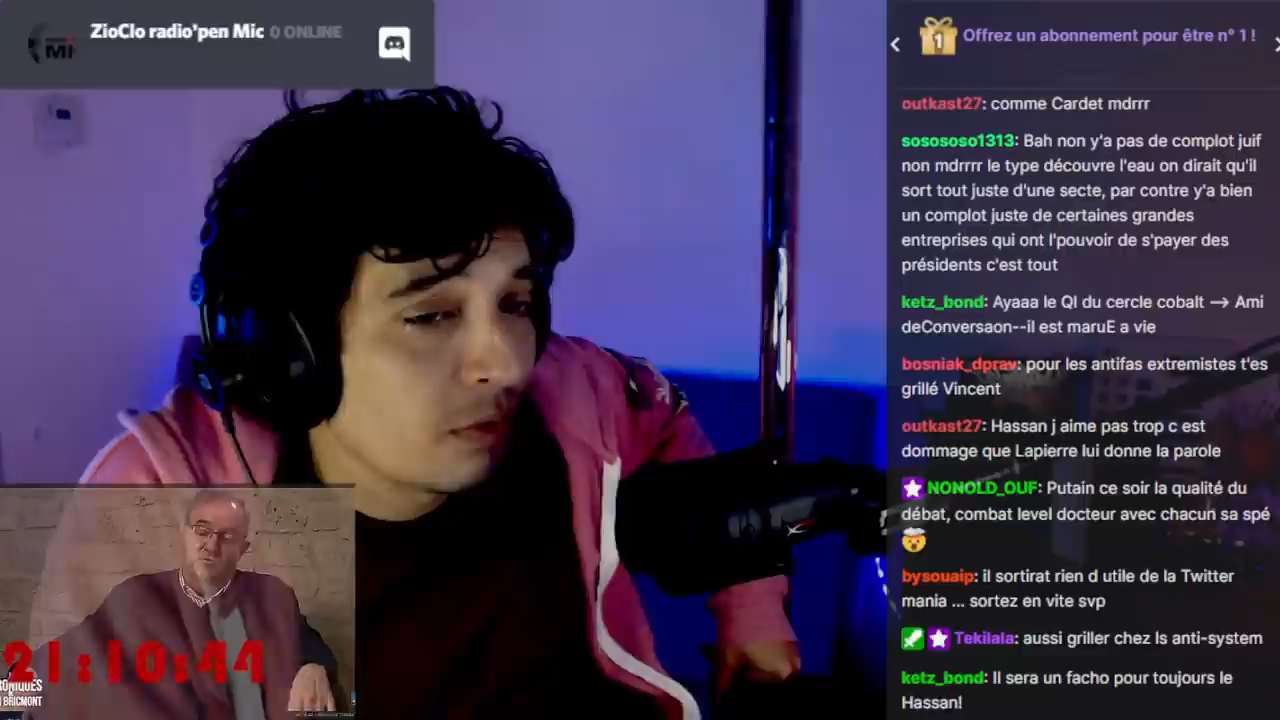 ZioClo radio'pen Mic 0 ONLINE
MI
1
Offrez un abonnement pour être n° 1 !
outkast27: comme Cardet mdrrr
sosososo1313: Bah non y'a pas de complot juif
non mdrrrr le type découvre l'eau on dirait qu'il
sort tout juste d'une secte, par contre y'a bien
un complot juste de certaines grandes
entreprises qui ont l'pouvoir de s'payer des
présidents c'est tout
ketz_bond: Ayaaa le QI du cercle cobalt --> Ami
deConversaon--il est maruE a vie
bosniak_dprav: pour les antifas extremistes t'es
grillé Vincent
outkast27: Hassan j aime pas trop c est
dommage que Lapierre lui donne la parole
NONOLD_OUF: Putain ce soir la qualité du
débat, combat level docteur avec chacun sa spé
bysouaip: il sortirat rien d utile de la Twitter
mania ... sortez en vite svp
Tekilala: aussi griller chez ls anti-system
ketz_bond: Il sera un facho pour toujours le
Hassan!
21:10:44
RONIQUES
BRICMONT